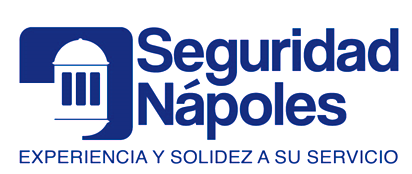 Seguridad
Nápoles
EXPERIENCIA Y SOLIDEZ A SU SERVICIO